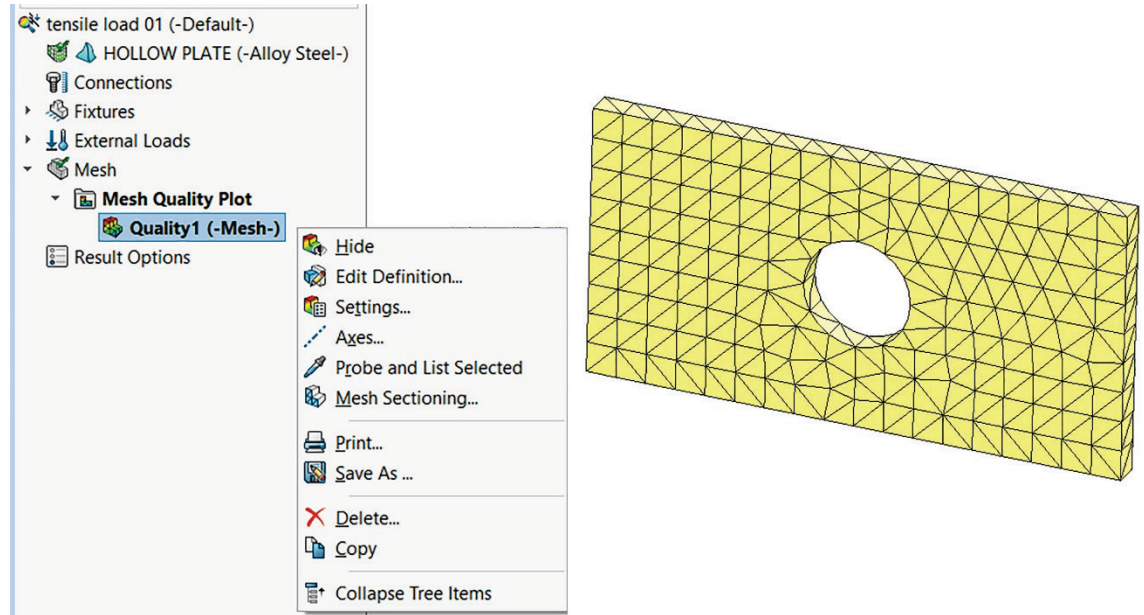 tensile load 01 (-Default-)
HOLLOW PLATE (-Alloy Steel-)
Connections
Fixtures
External Loads
Mesh
Mesh Quality Plot
Quality1 (-Mesh-)
Result Options
Hide
Edit Definition...
Settings...
Axes...
Probe and List Selected
Mesh Sectioning...
Print...
Save As ...
Delete...
Copy
Collapse Tree Items